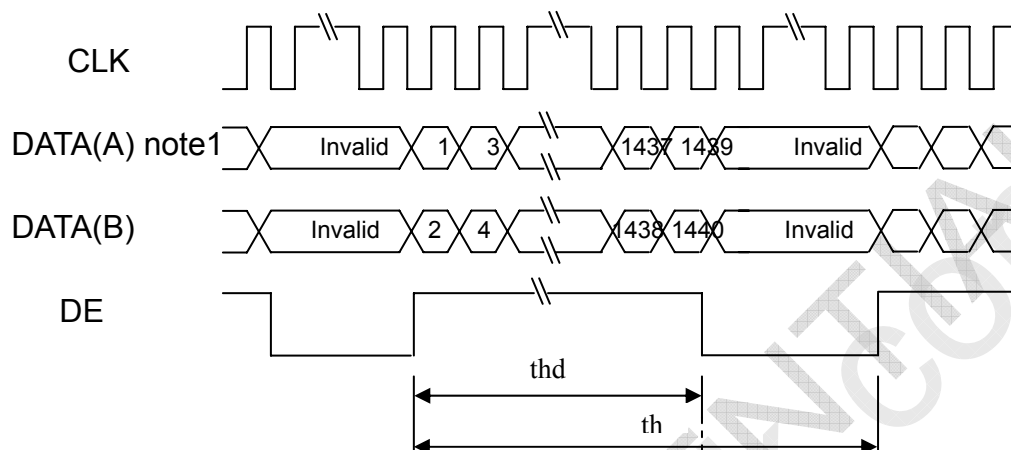 CLK
DATA(A) note1 Invalid 1 3 1437 1439 Invalid
DATA(B) Invalid 2 4 1438 1440 Invalid
DE
thd
th